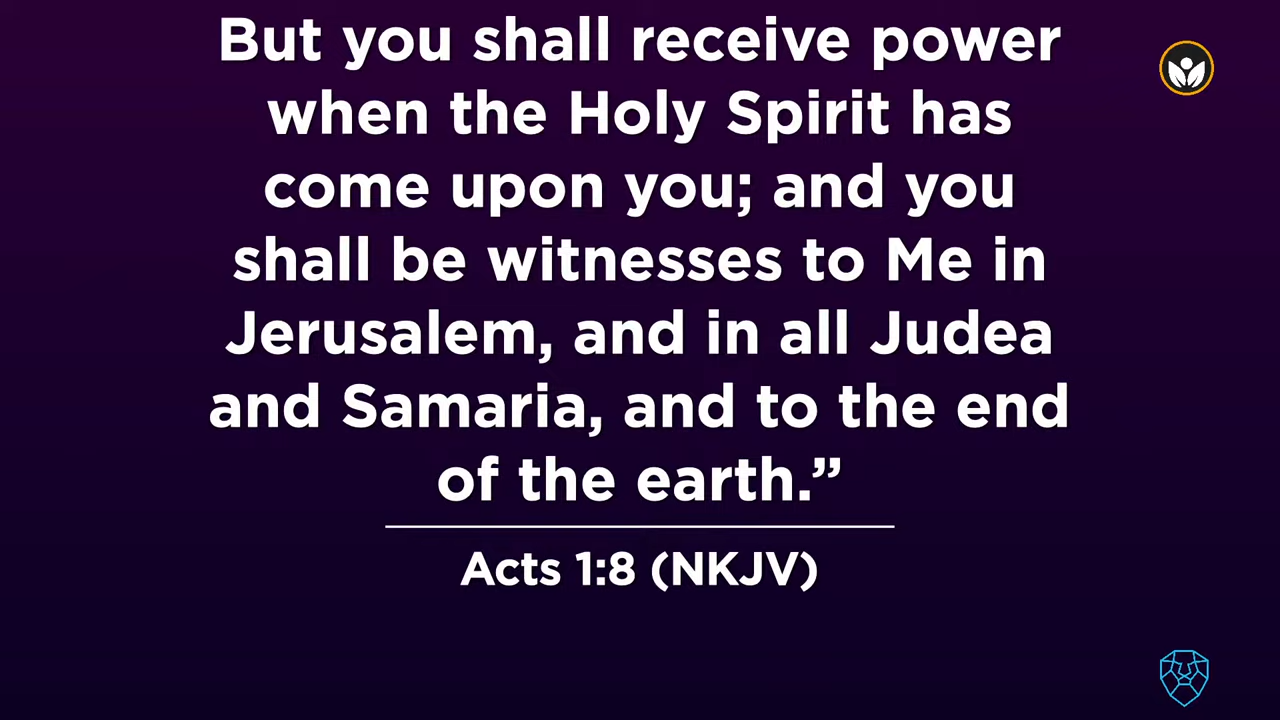 But you shall receive power
when the Holy Spirit has
come upon you; and you
shall be witnesses to Me in
Jerusalem, and in all Judea
and Samaria, and to the end
of the earth.”
Acts 1:8 (NKJV)